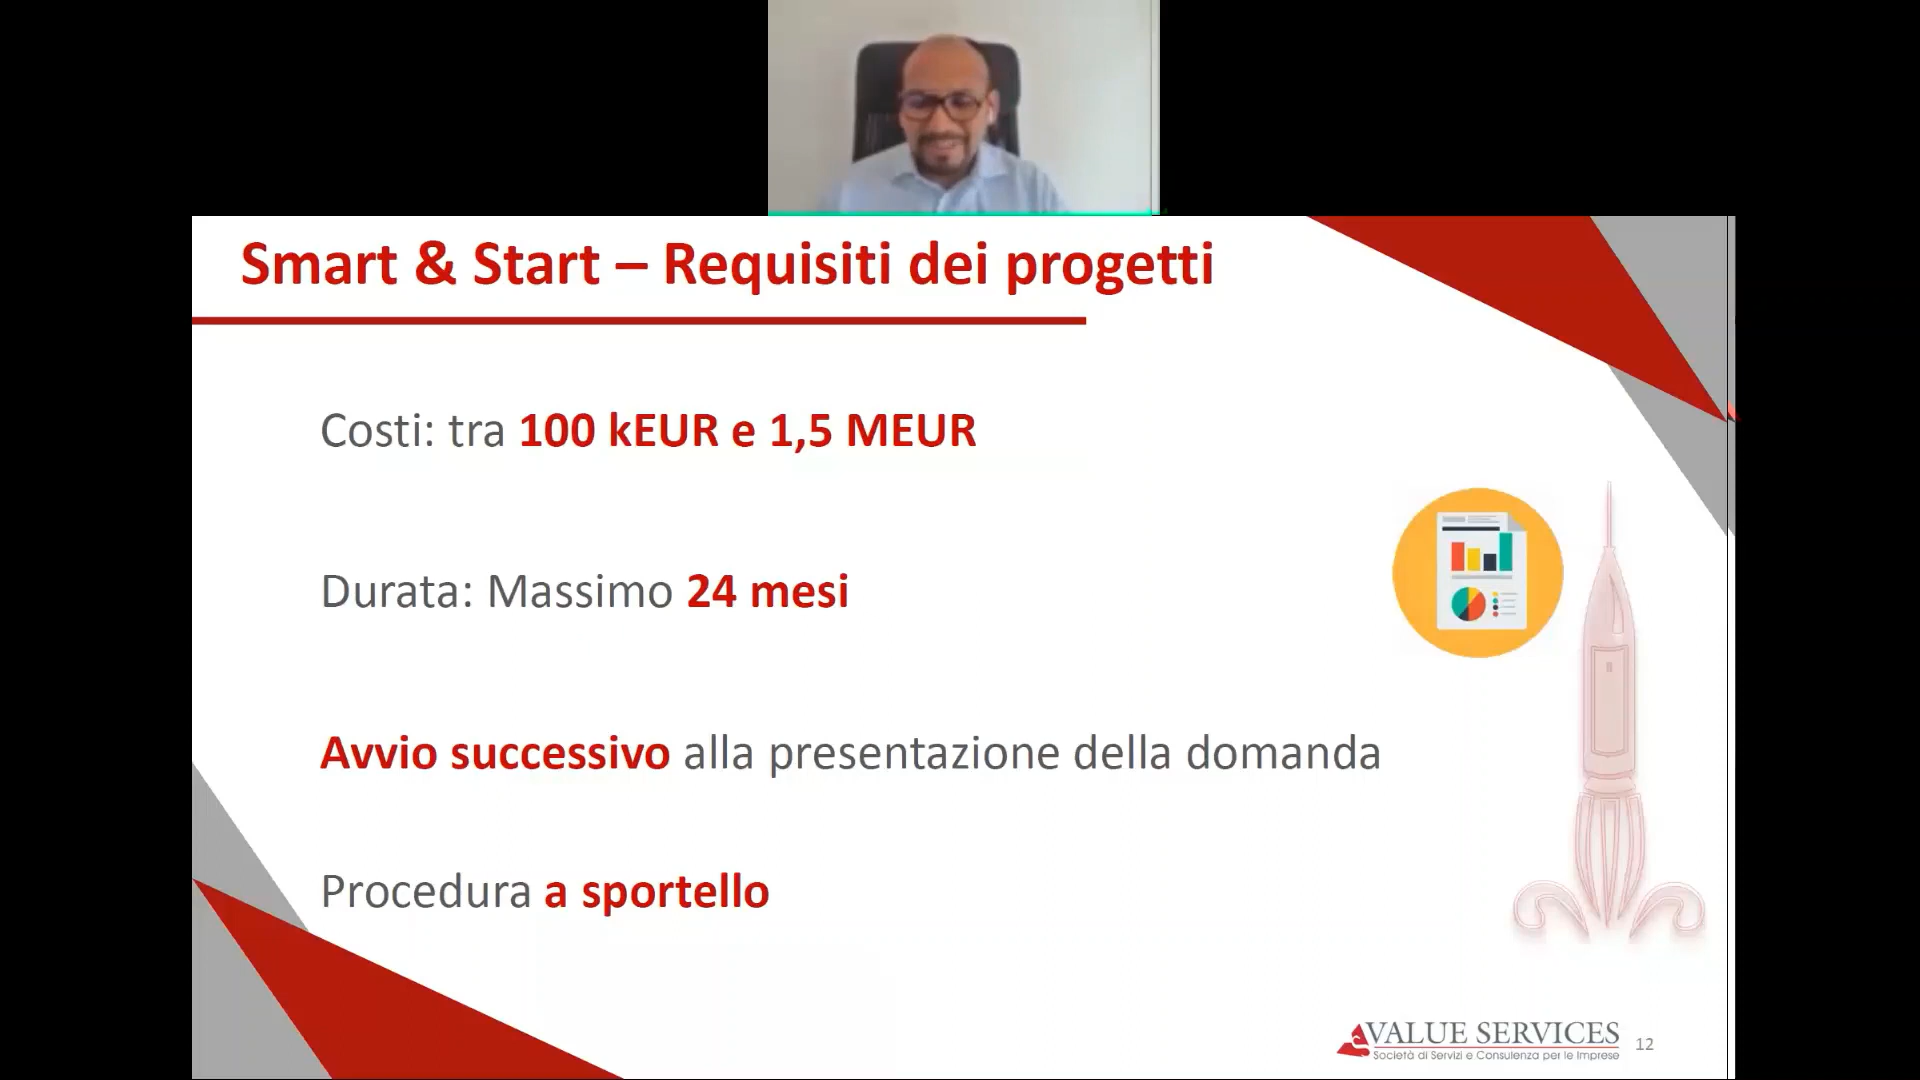 Smart & Start – Requisiti dei progetti
Costi: tra 100 kEUR e 1,5 MEUR
Durata: Massimo 24 mesi
Avvio successivo alla presentazione della domanda
Procedura a sportello
VALUE SERVICES
Società di Servizi e Consulenza per le Imprese
12